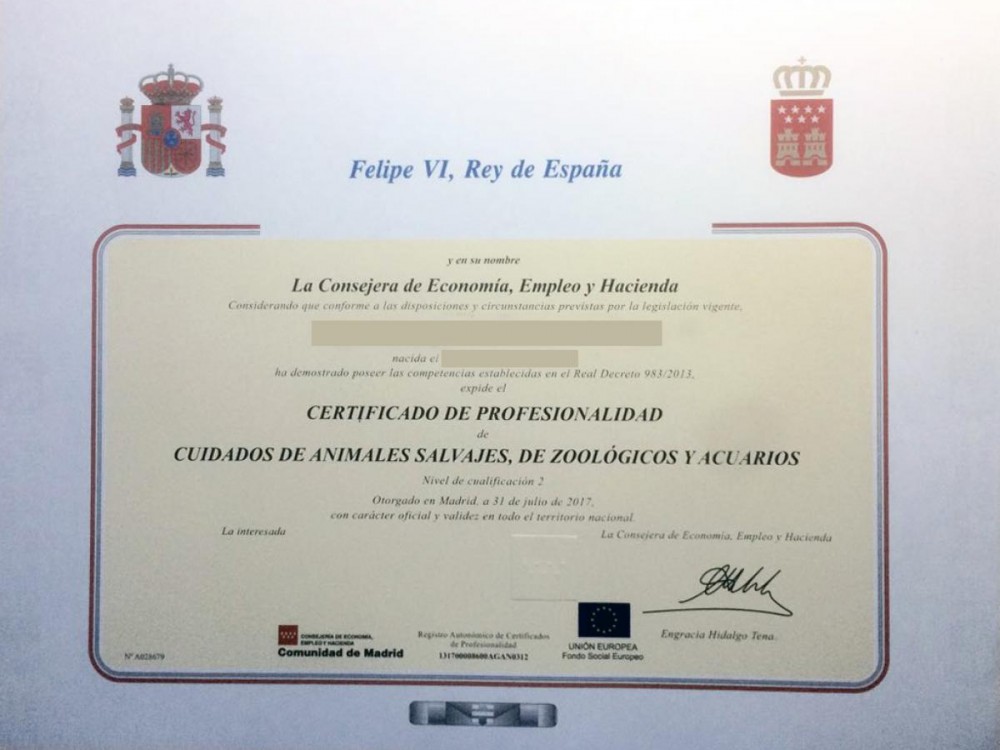 Felipe VI, Rey de España
y en su nombre
La Consejera de Economía, Empleo y Hacienda
Considerando que conforme a las disposiciones y circunstancias previstas por la legislación vigente,
nacida el
ha demostrado poseer las competencias establecidas en el Real Decreto 983/2013,
expide el
CERTIFICADO DE PROFESIONALIDAD
de
CUIDADOS DE ANIMALES SALVAJES, DE ZOOLÓGICOS Y ACUARIOS
Nivel de cualificación 2
Otorgado en Madrid, a 31 de julio de 2017,
con carácter oficial y validez en todo el territorio nacional.
La interesada
La Consejera de Economía, Empleo y Hacienda
Engracia Hidalgo Tena.
CONSEJERÍA DE ECONOMÍA,
EMPLEO Y HACIENDA
Comunidad de Madrid
Registro Autonómico de Certificados
de Profesionalidad
131700008600AGAN0312
UNIÓN EUROPEA
Fondo Social Europeo
Nº A028679